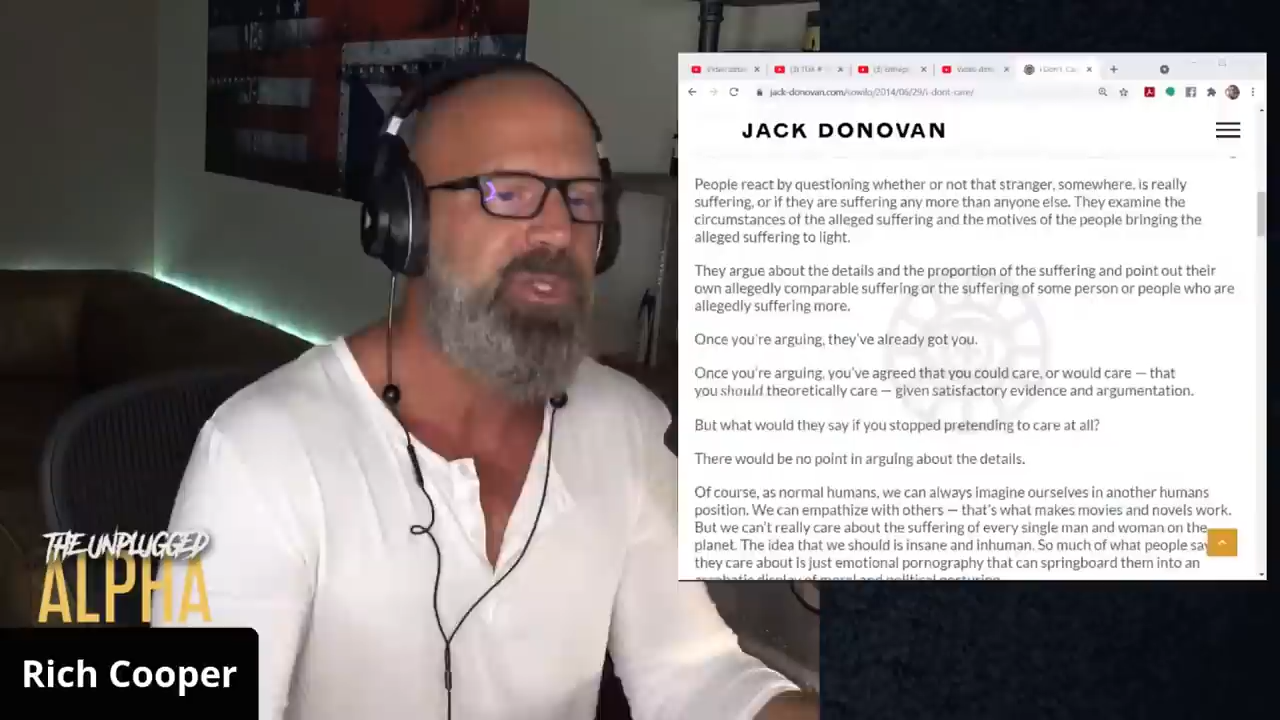 jack-donovan.com/sowilo/2014/06/29/i-dont-care/
JACK DONOVAN
People react by questioning whether or not that stranger, somewhere, is really
suffering, or if they are suffering any more than anyone else. They examine the
circumstances of the alleged suffering and the motives of the people bringing the
alleged suffering to light.
They argue about the details and the proportion of the suffering and point out their
own allegedly comparable suffering or the suffering of some person or people who are
allegedly suffering more.
Once you're arguing, they've already got you.
Once you're arguing, you've agreed that you could care, or would care — that
you should theoretically care — given satisfactory evidence and argumentation.
But what would they say if you stopped pretending to care at all?
There would be no point in arguing about the details.
Of course, as normal humans, we can always imagine ourselves in another humans
position. We can empathize with others — that's what makes movies and novels work.
But we can't really care about the suffering of every single man and woman on the
planet. The idea that we should is insane and inhuman. So much of what people say
they care about is just emotional pornography that can springboard them into an
THE UNPLUGGED
ALPHA
Rich Cooper